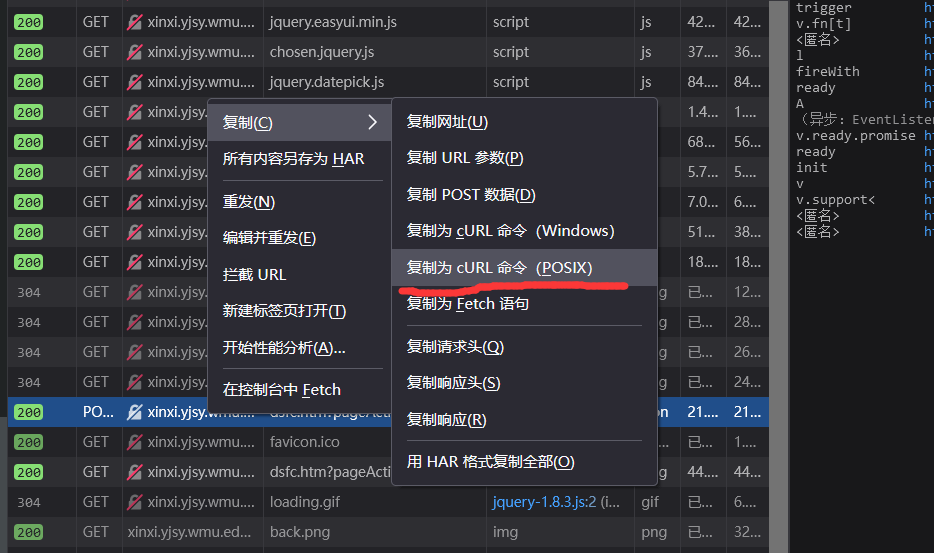 200 GET xinxi.yjsy.wmu.... jquery.easyui.min.js script js 42... 42...
200 GET xinxi.yjsy.wmu.... chosen.jquery.js script js 37.... 36...
200 GET xinxi.yjsy.wmu.... jquery.datepick.js script js 84.... 84...
200 GET xinxi.yjsy.wmu. 1.4... 1....
200 GET xinxi.yjsy.wmu. 68... 56...
200 GET xinxi.yjsy.wmu. 5.7... 5....
200 GET xinxi.yjsy.wmu. 7.0... 6....
200 GET xinxi.yjsy.wmu. 51... 38...
200 GET xinxi.yjsy.wmu. 18.... 18...
304 GET xinxi.yjsy.wmu. g 已... 12...
304 GET xinxi.yjsy.wmu. g 已... 28...
304 GET xinxi.yjsy.wmu. g 已... 26...
304 GET xinxi.yjsy.wmu. g 已... 24...
200 PO... xinxi.yjsy.wmu.... dsfc.htm?pageActi on 21.... 21...
200 GET xinxi.yjsy.wmu.... favicon.ico 已... 1....
200 GET xinxi.yjsy.wmu.... dsfc.htm?pageActi g 44.... 44...
304 GET xinxi.yjsy.wmu.... loading.gif jquery-1.8.3.js:2 (i... gif 已... 6....
200 GET xinxi.yjsy.wmu.ed... back.png img png 已... 32...
复制(C)
所有内容另存为 HAR
重发(N)
编辑并重发(E)
拦截 URL
新建标签页打开(T)
开始性能分析(A)...
在控制台中 Fetch
复制网址(U)
复制 URL 参数(P)
复制 POST 数据(D)
复制为 cURL 命令（Windows）
复制为 cURL 命令（POSIX）
复制为 Fetch 语句
复制请求头(Q)
复制响应头(S)
复制响应(R)
用 HAR 格式复制全部(O)
trigger
v.fn[t]
<匿名>
l
fireWith
ready
A
（异步: EventListen
v.ready.promise
ready
init
v
v.support<
<匿名>
<匿名>